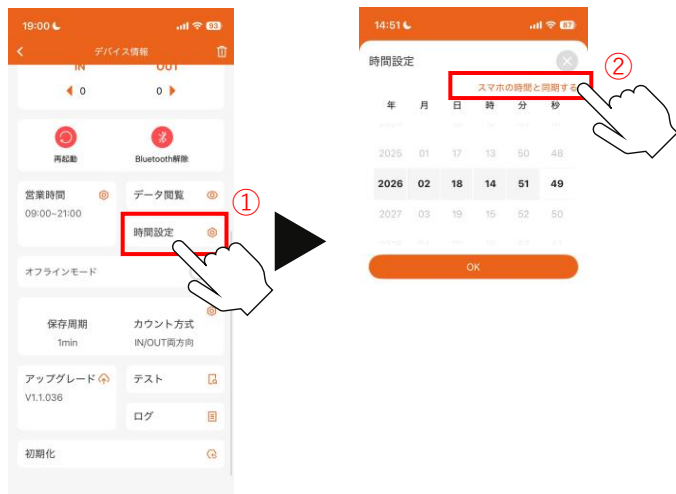 19:00
93
デバイス情報
IN OUT
0 0
再起動 Bluetooth解除
営業時間
09:00~21:00
データ閲覧
時間設定
①
オフラインモード
保存周期 カウント方式
1min IN/OUT両方向
アップグレード
V1.1.036
テスト
ログ
初期化
14:51
67
時間設定
②
スマホの時間と同期する
年 月 日 時 分 秒
2025 01 17 13 50 48
2026 02 18 14 51 49
2027 03 19 15 52 50
OK